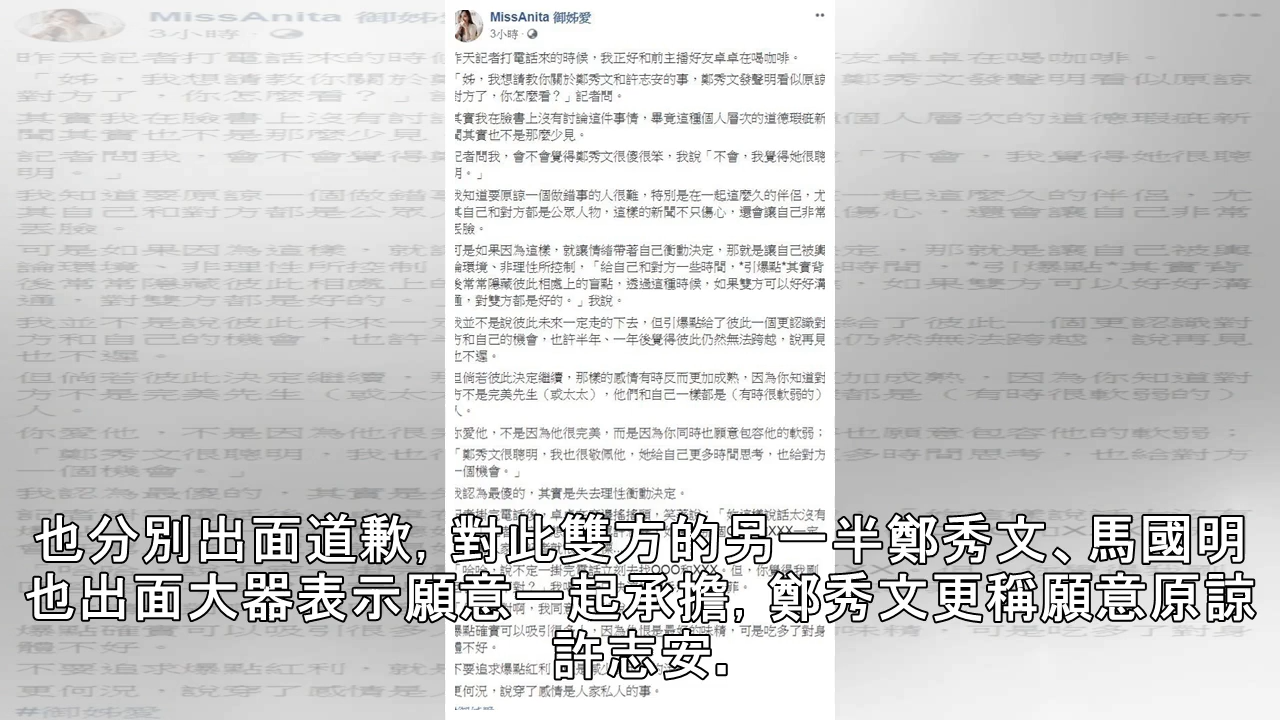 MissAnita 御姊愛
3小時
昨天記者打電話來的時候，我正好和前主播好友卓卓在喝咖啡。
「姊，我想請教你關於鄭秀文和許志安的事，鄭秀文發聲明看似原諒
對方了，你怎麼看？」記者問。
其實我在臉書上沒有討論這件事情，畢竟這種個人層次的道德瑕疵新
聞其實也不是那麼少見。
記者問我，會不會覺得鄭秀文很傻很笨，我說「不會，我覺得她很聰
明。」
我知道要原諒一個做錯事的人很難，特別是在一起這麼久的伴侶，尤
其自己和對方都是公眾人物，這樣的新聞不只傷心，還會讓自己非常
丟臉。
可是如果因為這樣，就讓情緒帶著自己衝動決定，那就是讓自己被輿
論環境、非理性所控制，「給自己和對方一些時間，"引爆點"其實背
後常常隱藏彼此相處上的盲點，透過這種時候，如果雙方可以好好溝
通，對雙方都是好的。」我說。
我並不是說彼此未來一定走的下去，但引爆點給了彼此一個更認識對
方和自己的機會，也許半年、一年後覺得彼此仍然無法跨越，說再見
也不遲。
但倘若彼此決定繼續，那樣的感情有時反而更加成熟，因為你知道對
方不是完美先生（或太太），他們和自己一樣都是（有時很軟弱的）
人。
你愛他，不是因為他很完美，而是因為你同時也願意包容他的軟弱；
「鄭秀文很聰明，我也很敬佩他，她給自己更多時間思考，也給對方
一個機會。」
我認為最傻的，其實是失去理性衝動決定。
也分別出面道歉, 對此雙方的另一半鄭秀文、馬國明
也出面大器表示願意一起承擔, 鄭秀文更稱願意原諒
許志安.
爆點確實可以吸引很多人，因為他是最好的味精，可是吃多了對身
體不好。
不要追求爆點紅利，
更何況，說穿了感情是人家私人的事。
#御姊愛